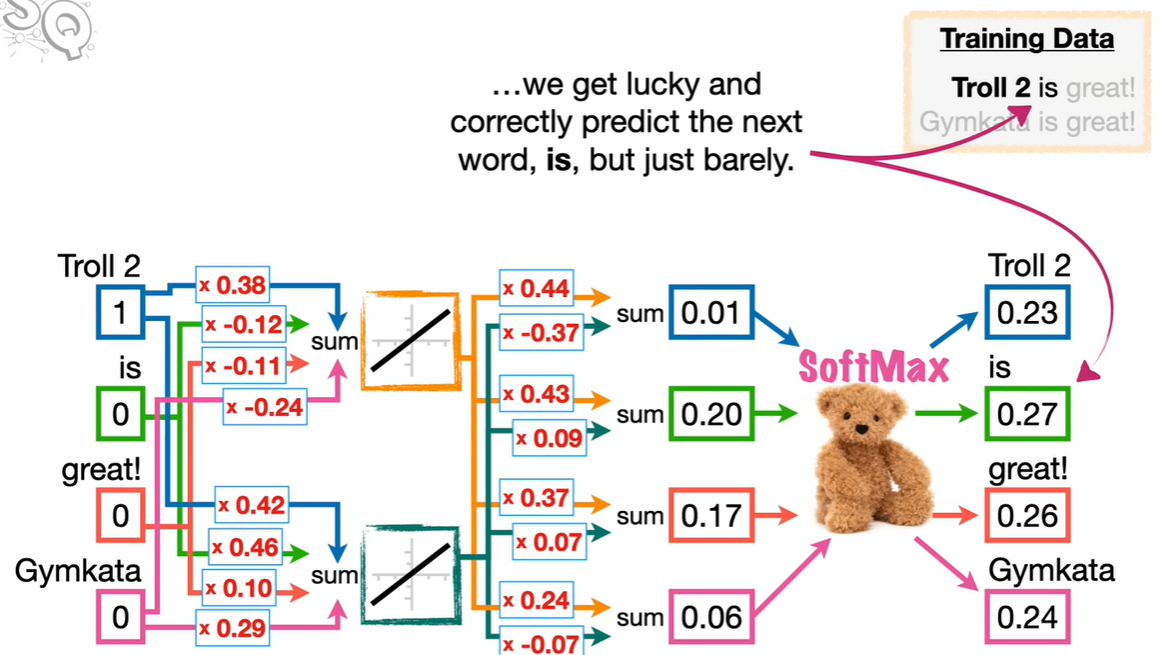 SQ
Training Data
Troll 2 is great!
Gymkata is great!
…we get lucky and
correctly predict the next
word, is, but just barely.
Troll 2
1
is
0
great!
0
Gymkata
0
x 0.38
x -0.12
x -0.11
x -0.24
sum
x 0.42
x 0.46
x 0.10
x 0.29
sum
x 0.44
x -0.37
x 0.43
x 0.09
x 0.37
x 0.07
x 0.24
x -0.07
sum
0.01
sum
0.20
sum
0.17
sum
0.06
SoftMax
Troll 2
0.23
is
0.27
great!
0.26
Gymkata
0.24